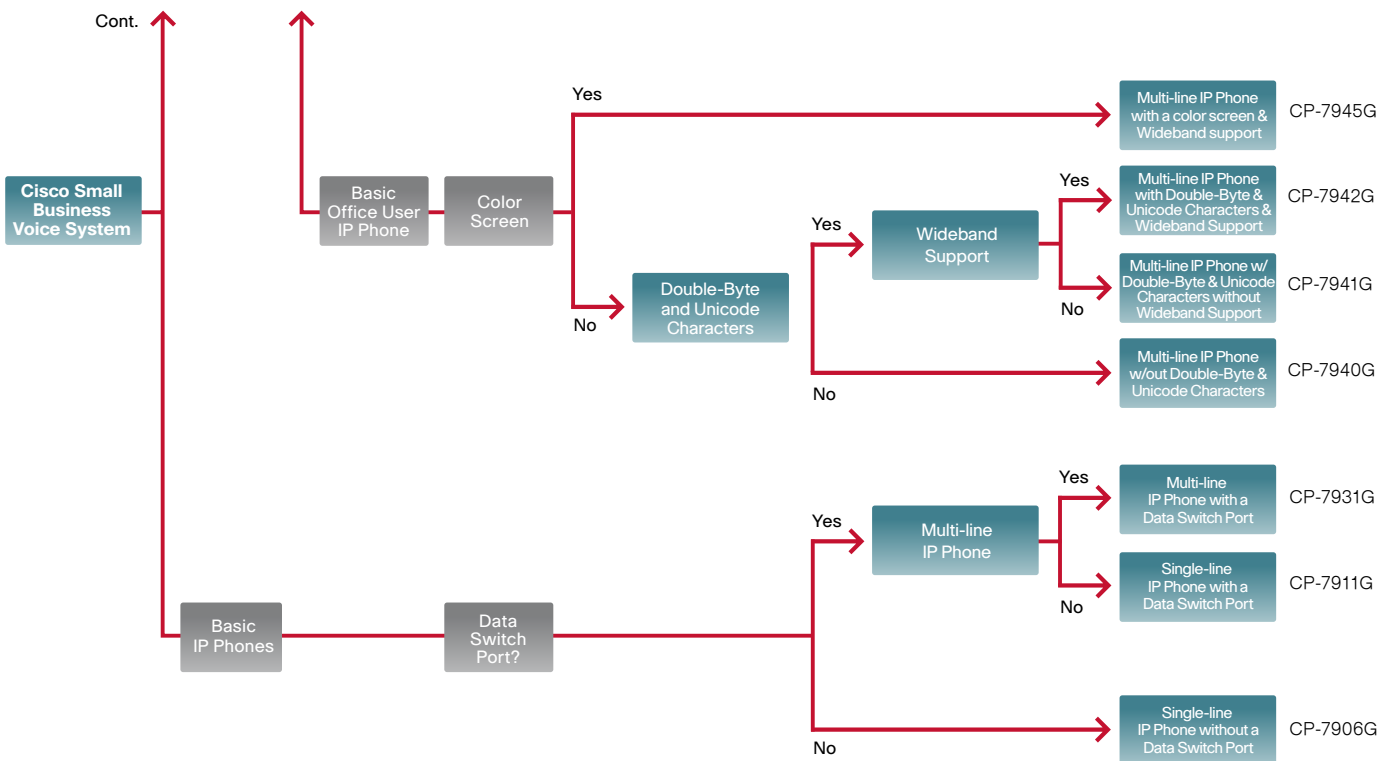 Cont.
Cisco Small
Business
Voice System
Basic
Office User
IP Phone
Color
Screen
Yes
No
Multi-line IP Phone
with a color screen &
Wideband support
CP-7945G
Double-Byte
and Unicode
Characters
Yes
No
Wideband
Support
Yes
No
Multi-line IP Phone
with Double-Byte &
Unicode Characters &
Wideband Support
CP-7942G
Multi-line IP Phone w/
Double-Byte & Unicode
Characters without
Wideband Support
CP-7941G
Multi-line IP Phone
w/out Double-Byte &
Unicode Characters
CP-7940G
Basic
IP Phones
Data
Switch
Port?
Yes
No
Multi-line
IP Phone
Yes
No
Multi-line
IP Phone with a
Data Switch Port
CP-7931G
Single-line
IP Phone with a
Data Switch Port
CP-7911G
Single-line
IP Phone without a
Data Switch Port
CP-7906G